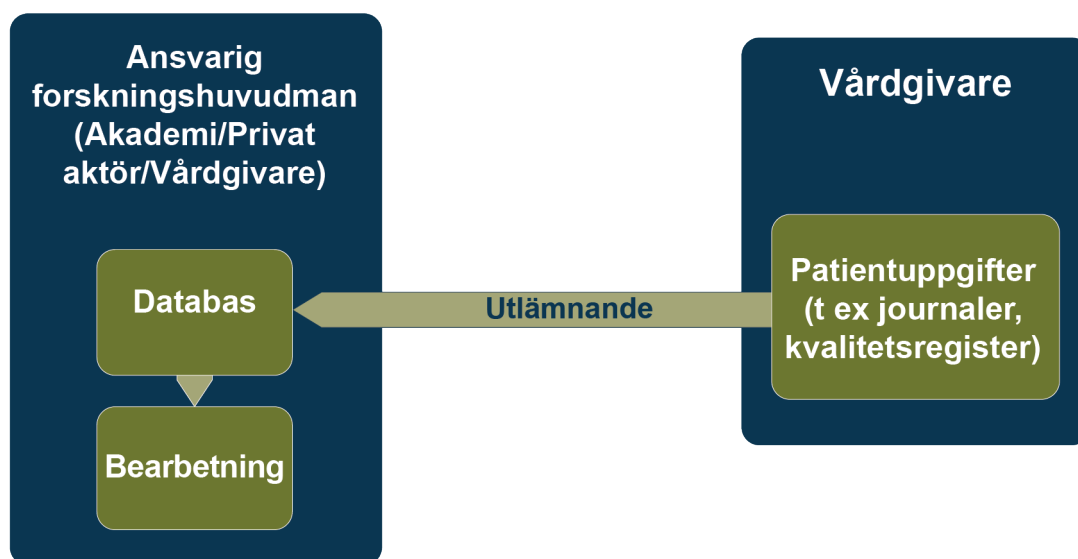 Ansvarig
forskningshuvudman
(Akademi/Privat
aktör/Vårdgivare)
Databas
Bearbetning
Utlämnande
Vårdgivare
Patientuppgifter
(t ex journaler,
kvalitetsregister)